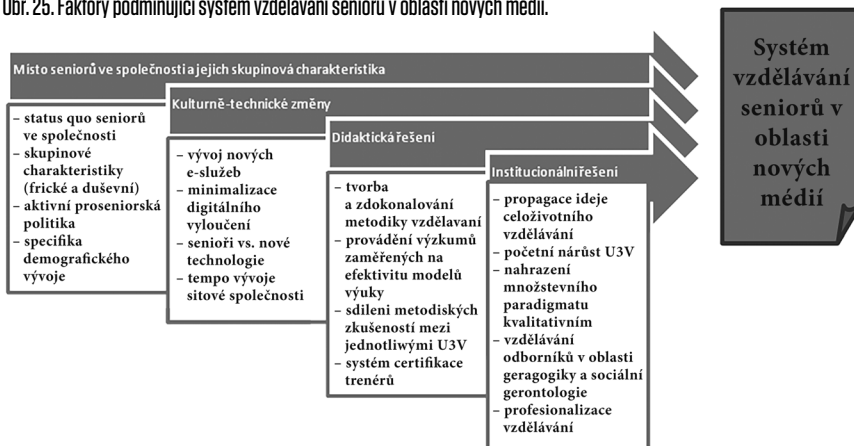 Obr. 25. Faktory podmiňující systém vzdělávání seniorů v oblasti nových médií.
Místo seniorů ve společnosti a jejich skupinová charakteristika
– status quo seniorů
ve společnosti
– skupinové
charakteristiky
(frické a duševní)
– aktivní proseniorská
politika
– specifika
demografického
vývoje
Kulturně-technické změny
– vývoj nových
e-služeb
– minimalizace
digitálního
vyloučení
– senioři vs. nové
technologie
– tempo vývoje
sitové společnosti
Didaktická řešení
– tvorba
a zdokonalování
metodiky vzdělavaní
– provádění výzkumů
zaměřených na
efektivitu modelů
výuky
– sdileni metodiských
zkušeností mezi
jednotliwými U3V
– systém certifikace
trenérů
Institucionální řešení
– propagace ideje
celoživotního
vzdělávání
– početní nárůst U3V
– nahrazení
množstevního
paradigmatu
kvalitativním
– vzdělávání
odborníků v oblasti
geragogiky a sociální
gerontologie
– profesionalizace
vzdělávání
Systém
vzdělávání
seniorů v
oblasti
nových
médií